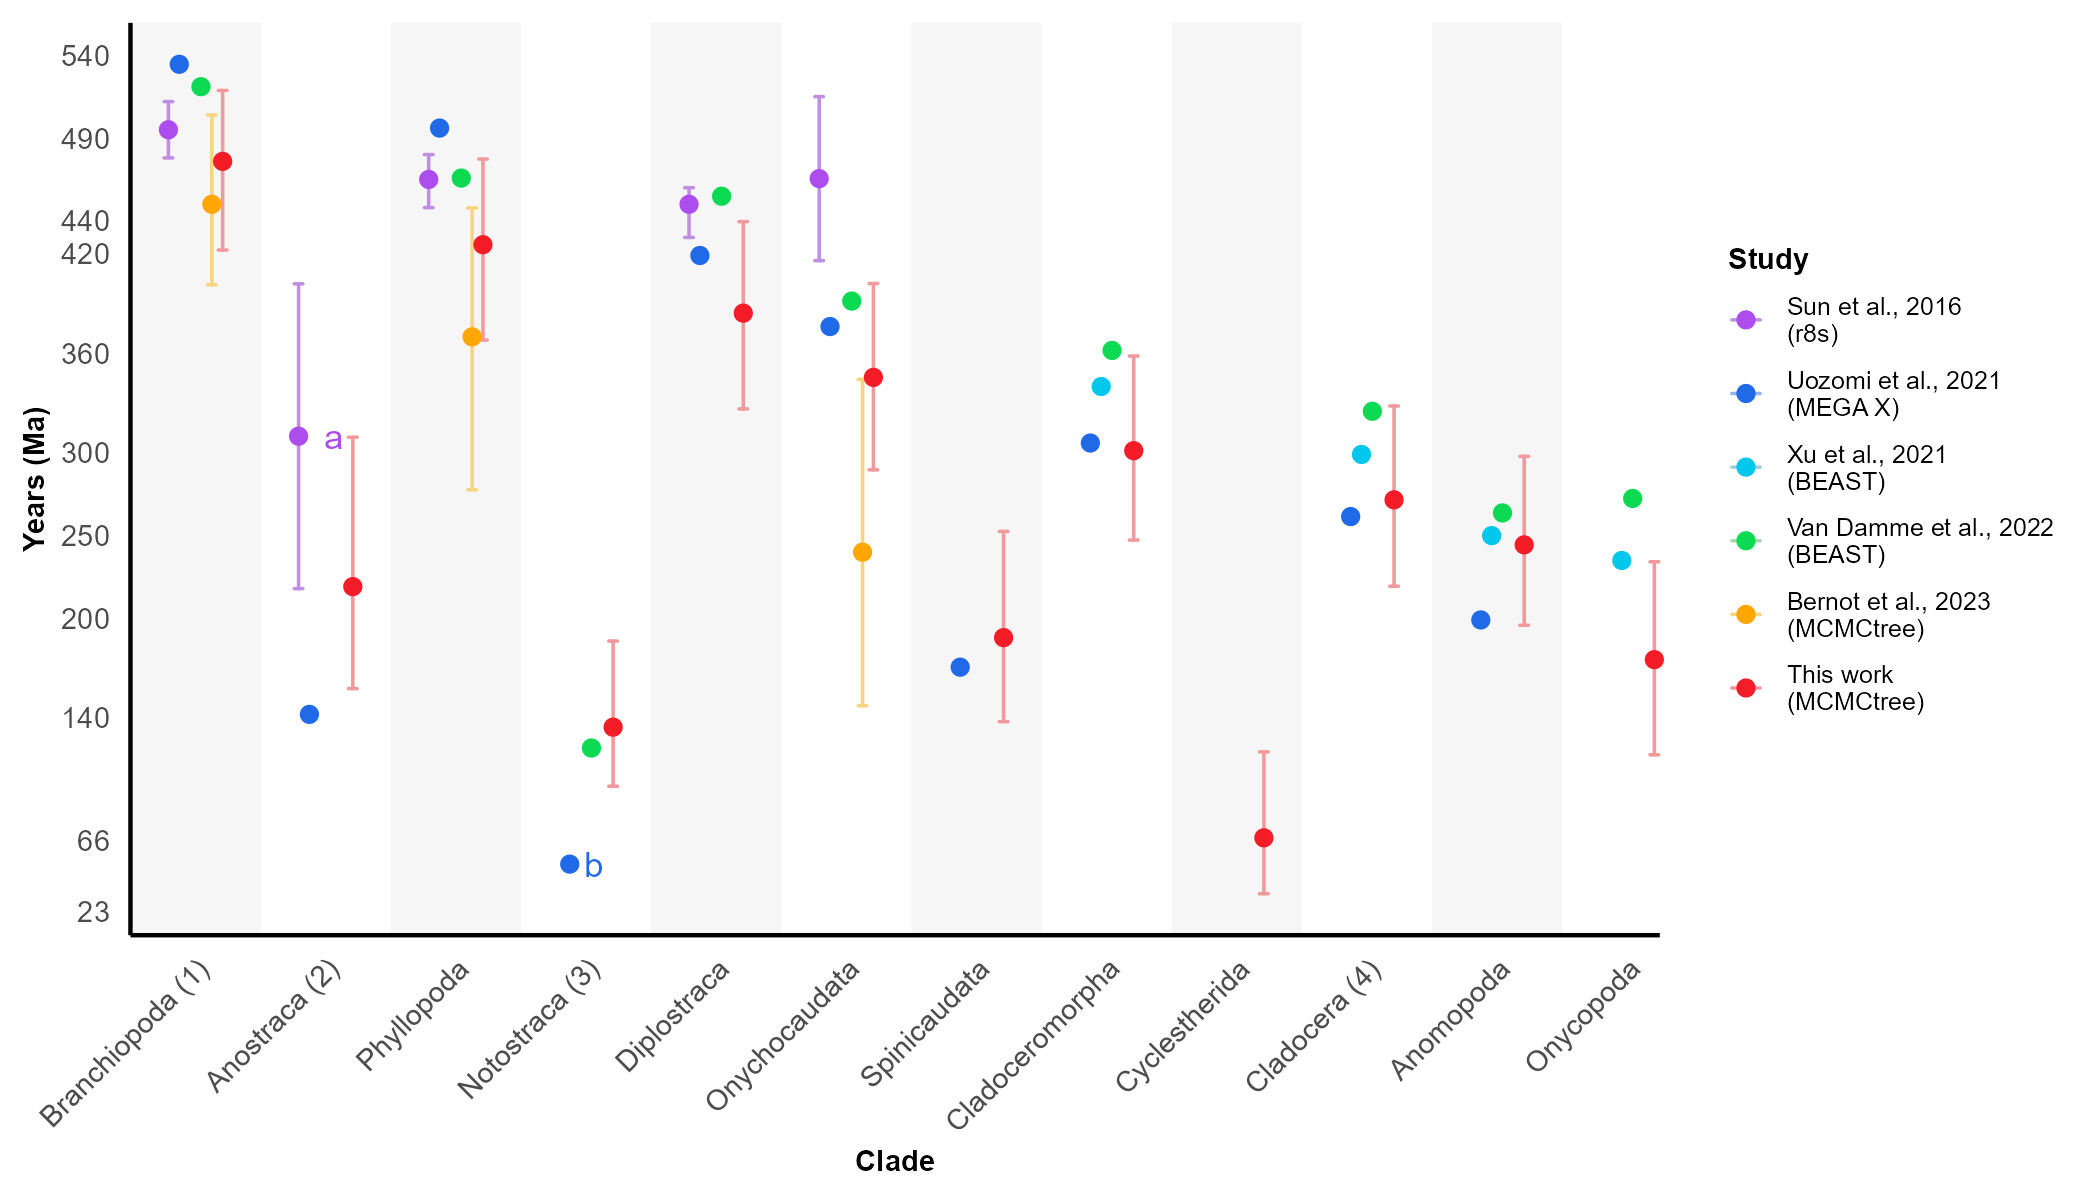 540
490
440
420
360
300
250
200
140
66
23
Years (Ma)
a
b
Branchiopoda (1)
Anostraca (2)
Phyllopoda
Notostraca (3)
Diplostraca
Onychocaudata
Spinicaudata
Cladoceromorpha
Cyclestherida
Cladocera (4)
Anomopoda
Onycopoda
Clade
Study
Sun et al., 2016
(r8s)
Uozomi et al., 2021
(MEGA X)
Xu et al., 2021
(BEAST)
Van Damme et al., 2022
(BEAST)
Bernot et al., 2023
(MCMCtree)
This work
(MCMCtree)